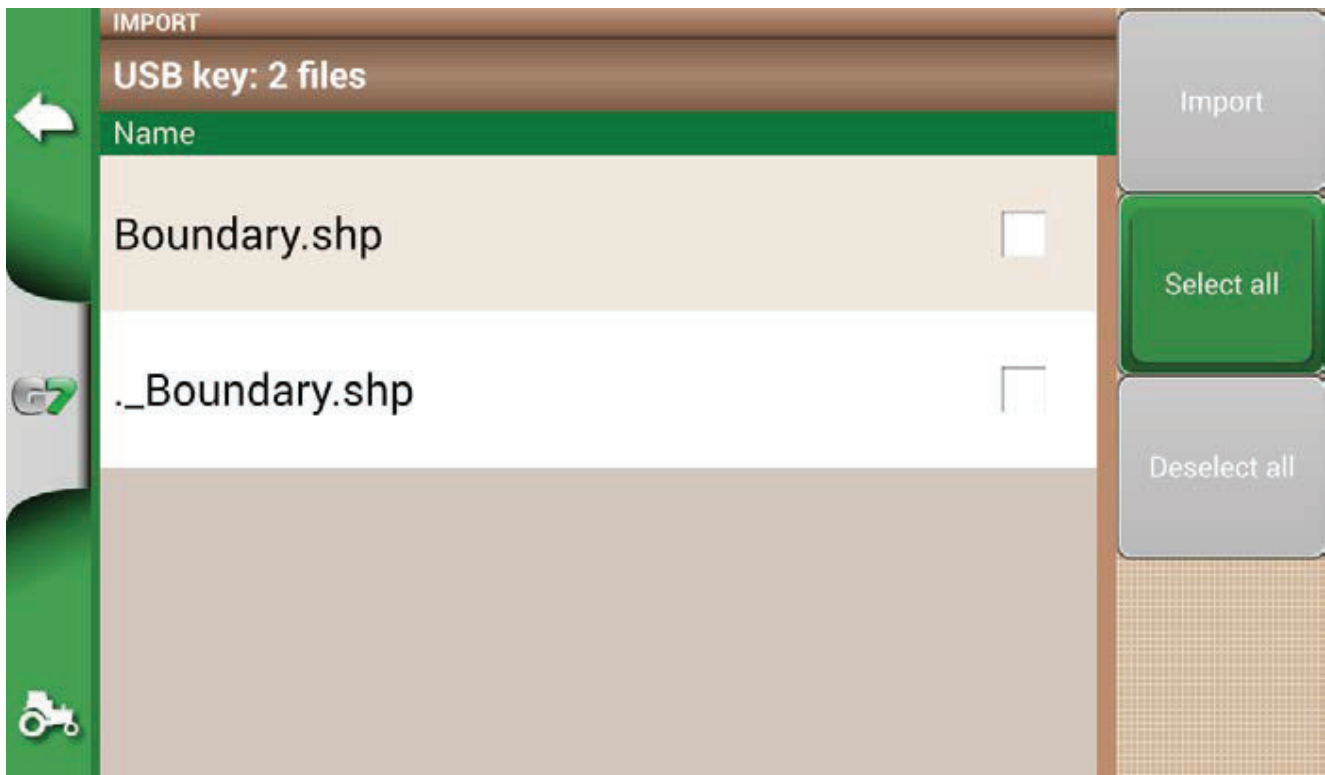 IMPORT
USB key: 2 files
Name
Boundary.shp
._Boundary.shp
G7
Import
Select all
Deselect all